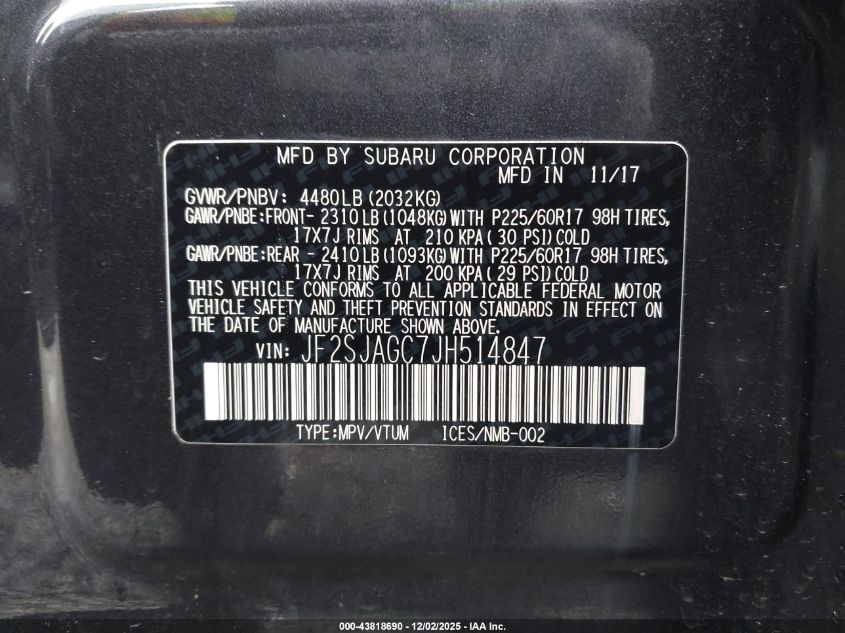 MFD BY SUBARU CORPORATION
MFD IN 11/17
GVWR/PNBV: 4480LB (2032KG)
GAWR/PNBE:FRONT- 2310 LB (1048KG) WITH P225/60R17 98H TIRES,
17X7J RIMS AT 210 KPA ( 30 PSI) COLD
GAWR/PNBE:REAR - 2410 LB (1093KG) WITH P225/60R17 98H TIRES,
17X7J RIMS AT 200 KPA ( 29 PSI) COLD
THIS VEHICLE CONFORMS TO ALL APPLICABLE FEDERAL MOTOR
VEHICLE SAFETY AND THEFT PREVENTION STANDARDS IN EFFECT ON
THE DATE OF MANUFACTURE SHOWN ABOVE.
VIN: JF2SJAGC7JH514847
TYPE:MPV/VTUM ICES/NMB-002
000-43818690 - 12/02/2025 - IAA Inc.